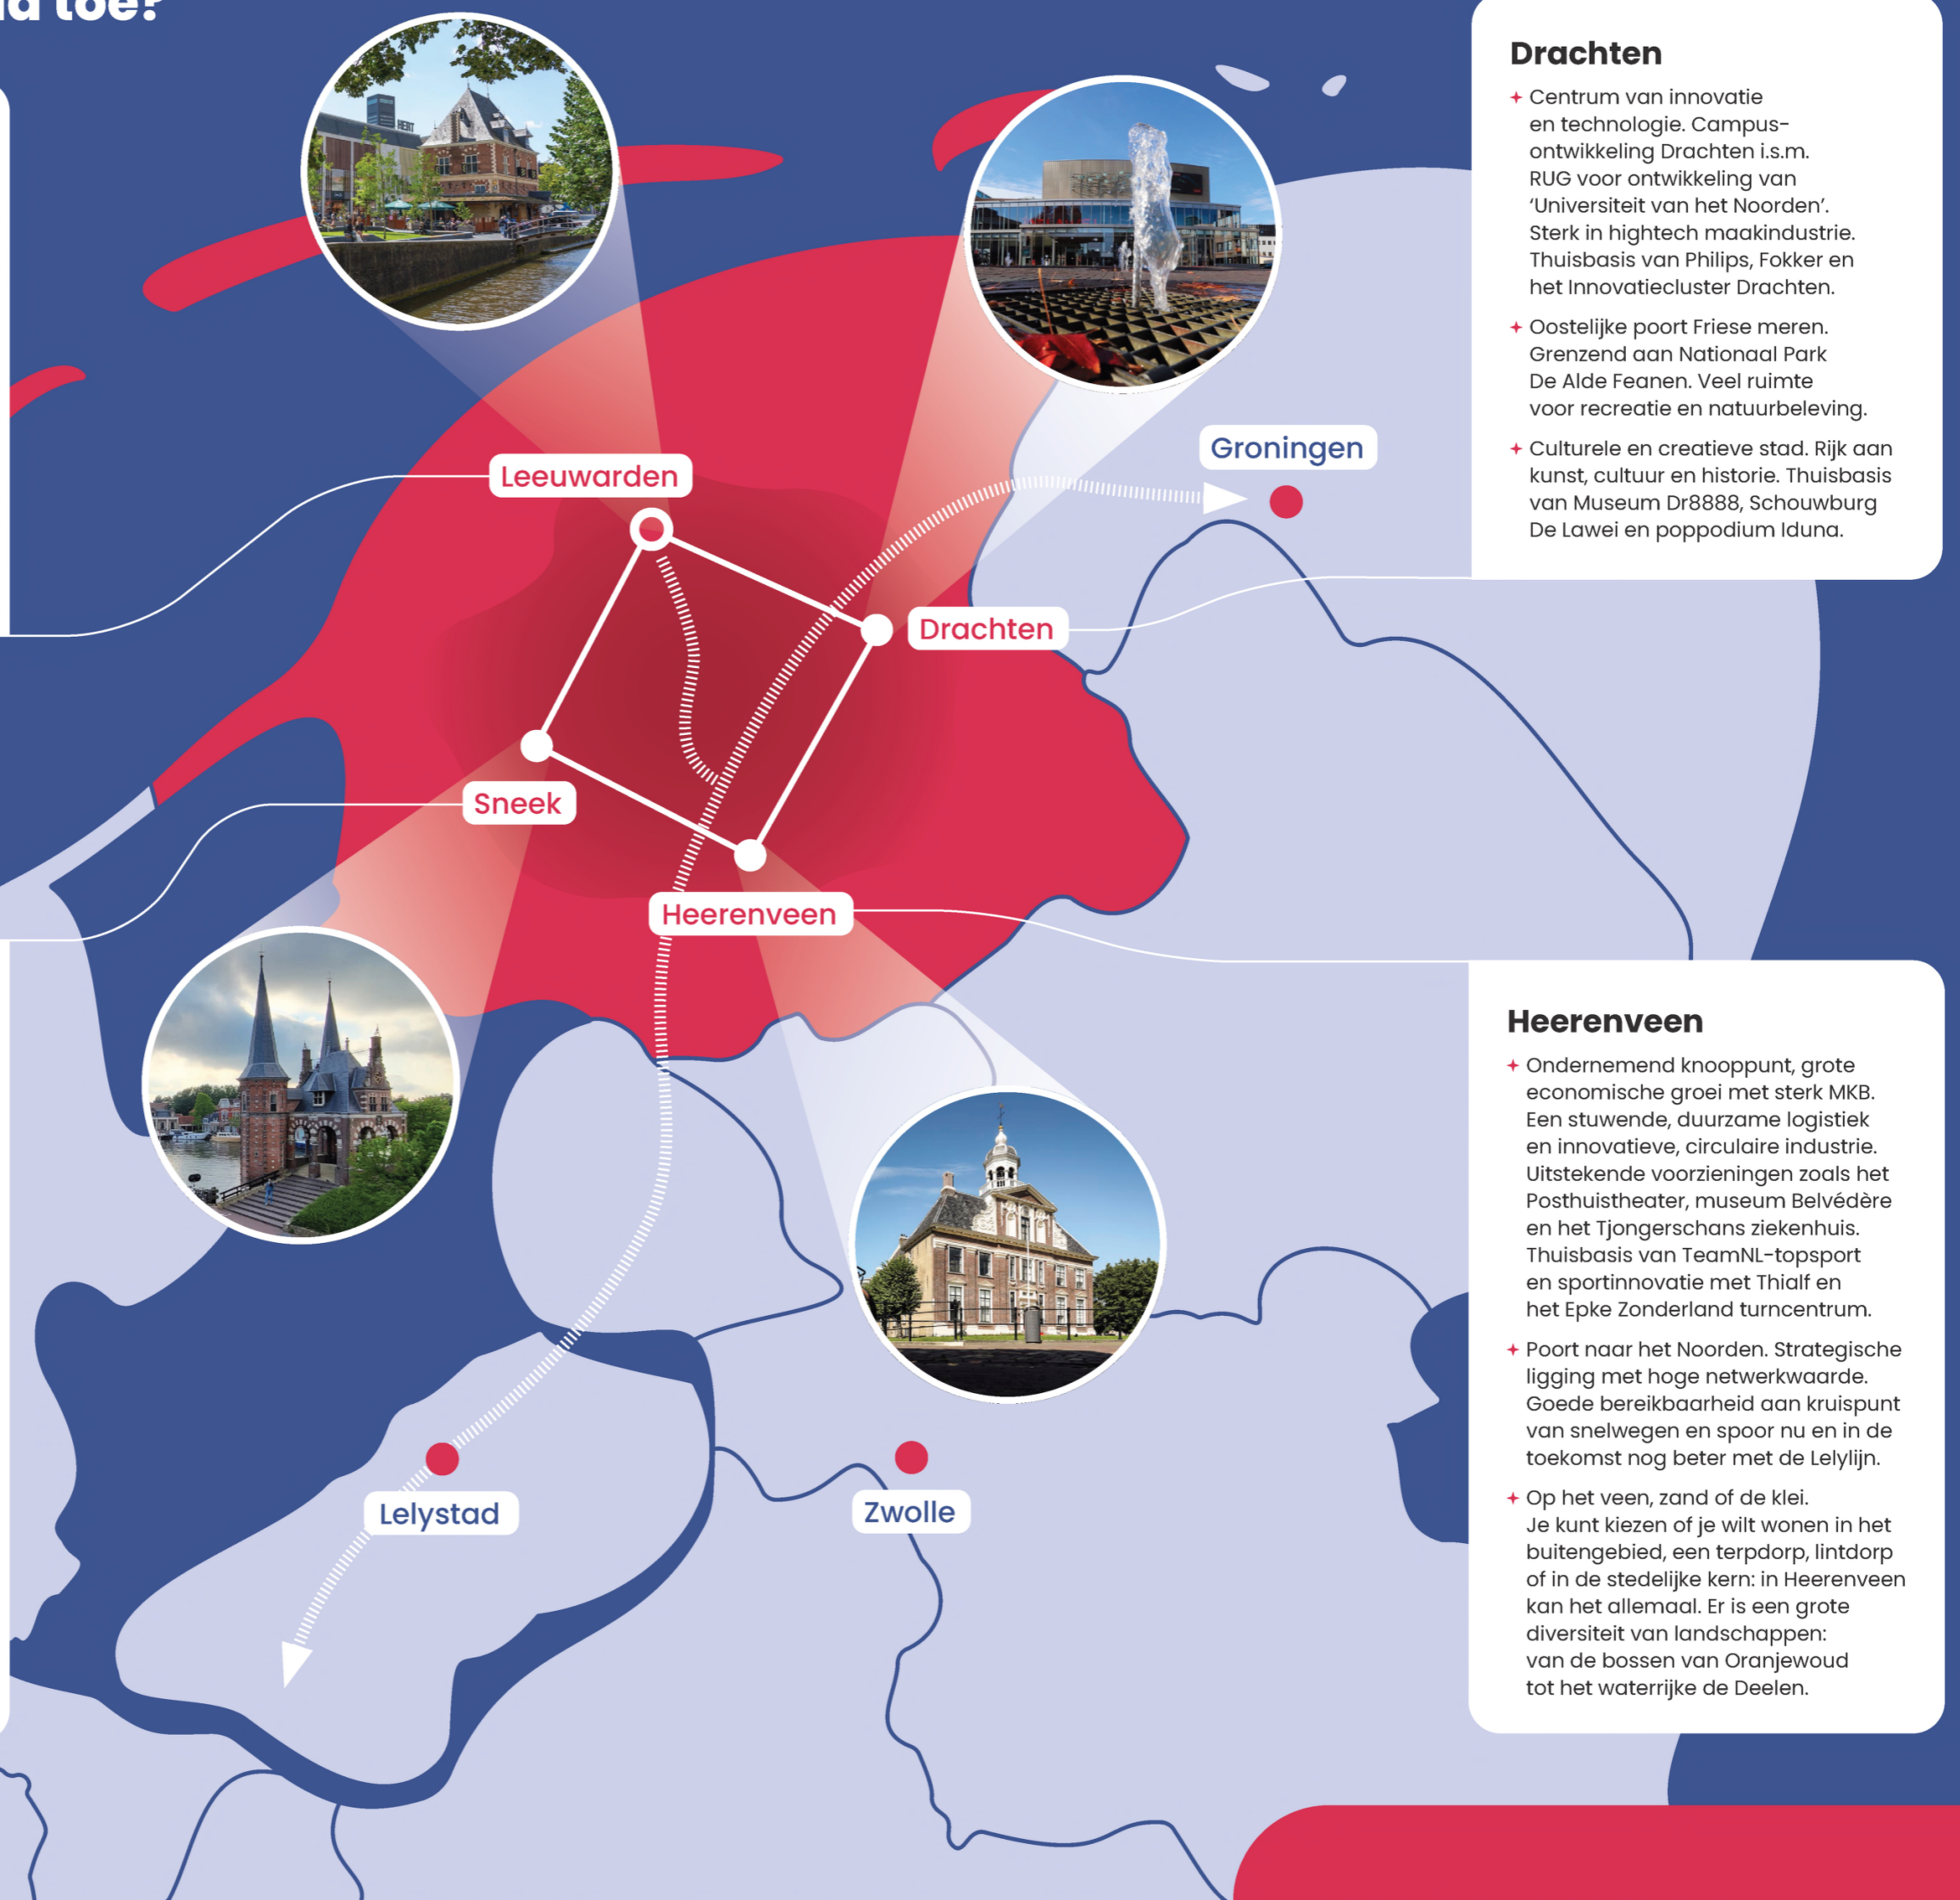 toe?
HERT
Leeuwarden
Groningen
Drachten
Sneek
Heerenveen
Lelystad
Zwolle
Drachten
Centrum van innovatie
en technologie. Campus-
ontwikkeling Drachten i.s.m.
RUG voor ontwikkeling van
‘Universiteit van het Noorden’.
Sterk in hightech maakindustrie.
Thuisbasis van Philips, Fokker en
het Innovatiecluster Drachten.
Oostelijke poort Friese meren.
Grenzend aan Nationaal Park
De Alde Feanen. Veel ruimte
voor recreatie en natuurbeleving.
Culturele en creatieve stad. Rijk aan
kunst, cultuur en historie. Thuisbasis
van Museum Dr8888, Schouwburg
De Lawei en poppodium Iduna.
Heerenveen
Ondernemend knooppunt, grote
economische groei met sterk MKB.
Een stuwende, duurzame logistiek
en innovatieve, circulaire industrie.
Uitstekende voorzieningen zoals het
Posthuistheater, museum Belvédère
en het Tjongerschans ziekenhuis.
Thuisbasis van TeamNL-topsport
en sportinnovatie met Thialf en
het Epke Zonderland turncentrum.
Poort naar het Noorden. Strategische
ligging met hoge netwerkwaarde.
Goede bereikbaarheid aan kruispunt
van snelwegen en spoor nu en in de
toekomst nog beter met de Lelylijn.
Op het veen, zand of de klei.
Je kunt kiezen of je wilt wonen in het
buitengebied, een terpdorp, lintdorp
of in de stedelijke kern: in Heerenveen
kan het allemaal. Er is een grote
diversiteit van landschappen:
van de bossen van Oranjewoud
tot het waterrijke de Deelen.